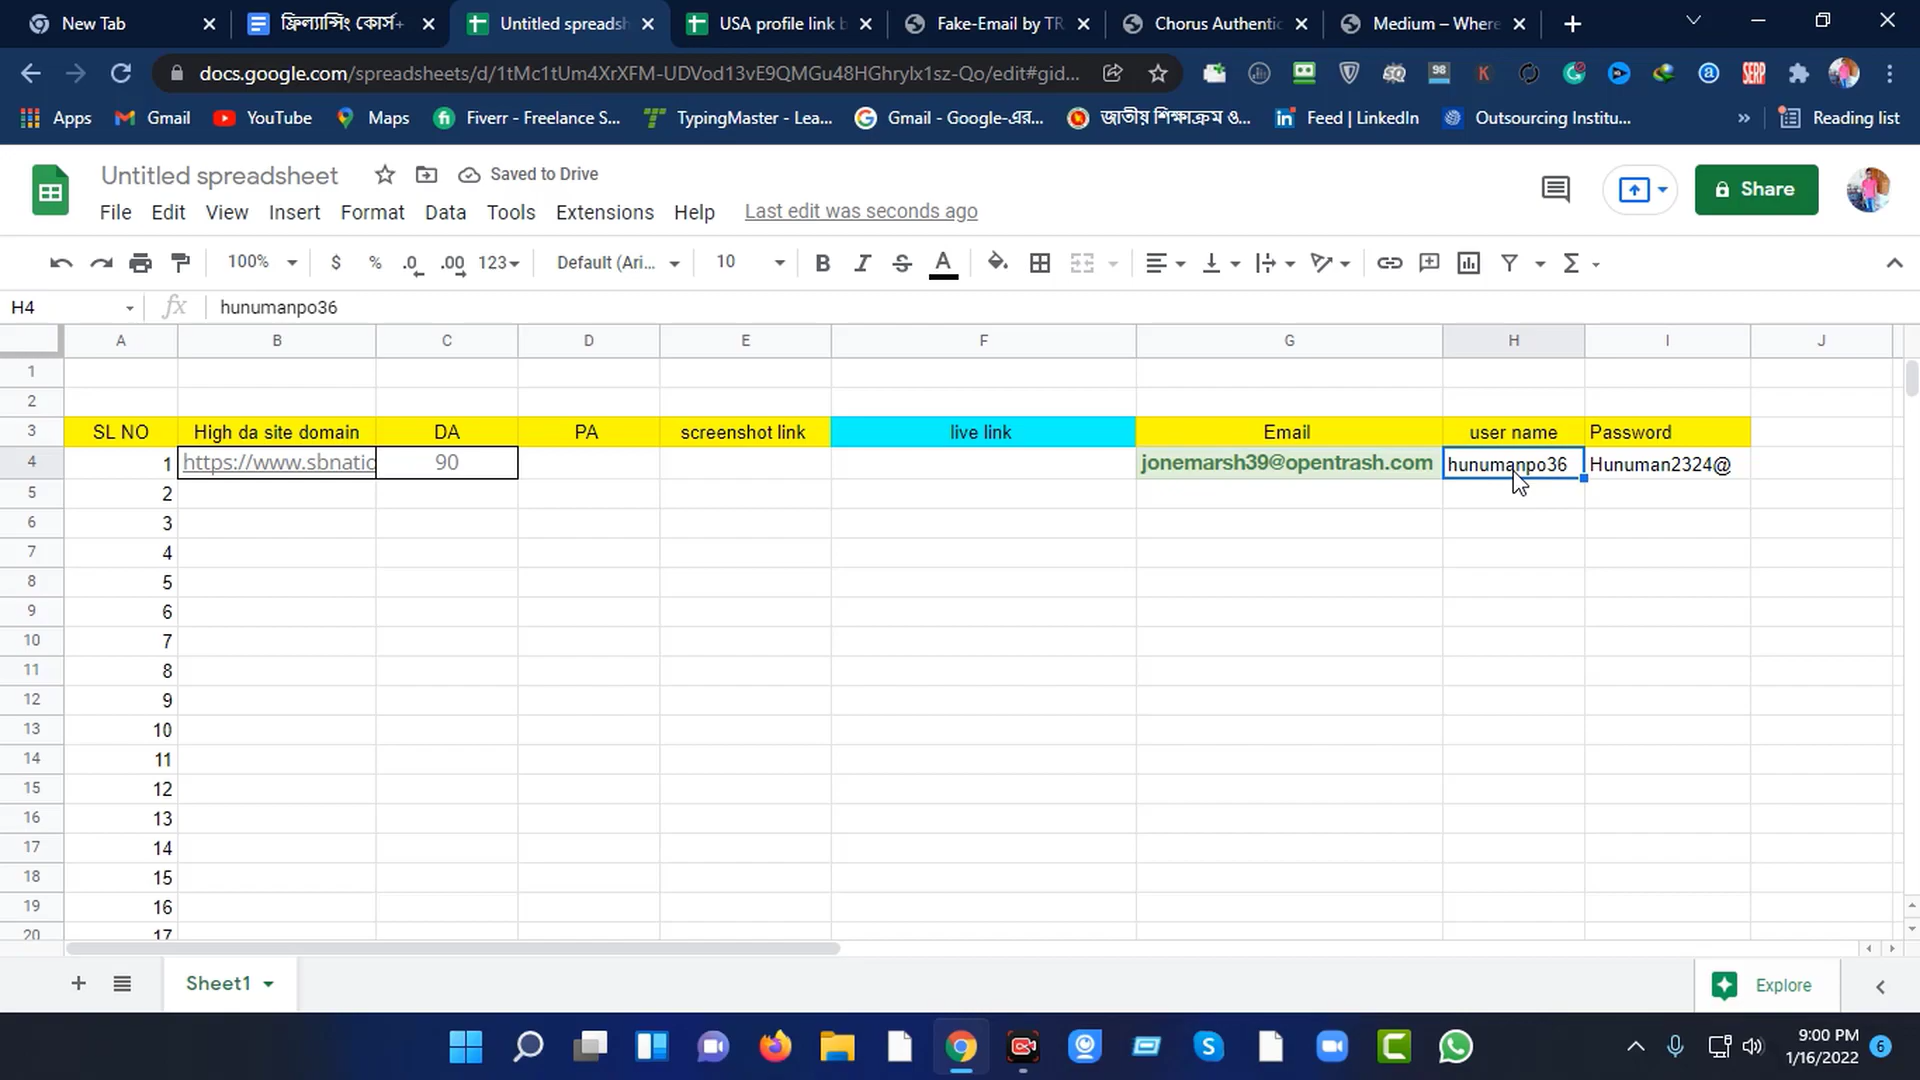 New Tab
ফ্রিল্যান্সিং কোর্স+
Untitled spreadsh
USA profile link b
Fake-Email by TR
Chorus Authentic
Medium – Where
docs.google.com/spreadsheets/d/1tMc1tUm4XrXFM-UDVod13vE9QMGu48HGhrylx1sz-Qo/edit#gid...
98
K
SERP
Apps
Gmail
YouTube
Maps
Fiverr - Freelance S...
TypingMaster - Lea...
Gmail - Google-এর...
জাতীয় শিক্ষাক্রম ও...
Feed | LinkedIn
Outsourcing Institu...
»
Reading list
Untitled spreadsheet
Saved to Drive
Share
File Edit View Insert Format Data Tools Extensions Help
Last edit was seconds ago
100% $ % .0 .00 123 Default (Ari... 10 B I S A
H4
fx
hunumanpo36
A B C D E F G H I J
1
2
3 SL NO High da site domain DA PA screenshot link live link Email user name Password
4 1 https://www.sbnatio 90 jonemarsh39@opentrash.com hunumanpo36 Hunuman2324@
5 2
6 3
7 4
8 5
9 6
10 7
11 8
12 9
13 10
14 11
15 12
16 13
17 14
18 15
19 16
20 17
Sheet1
Explore
9:00 PM
1/16/2022
6